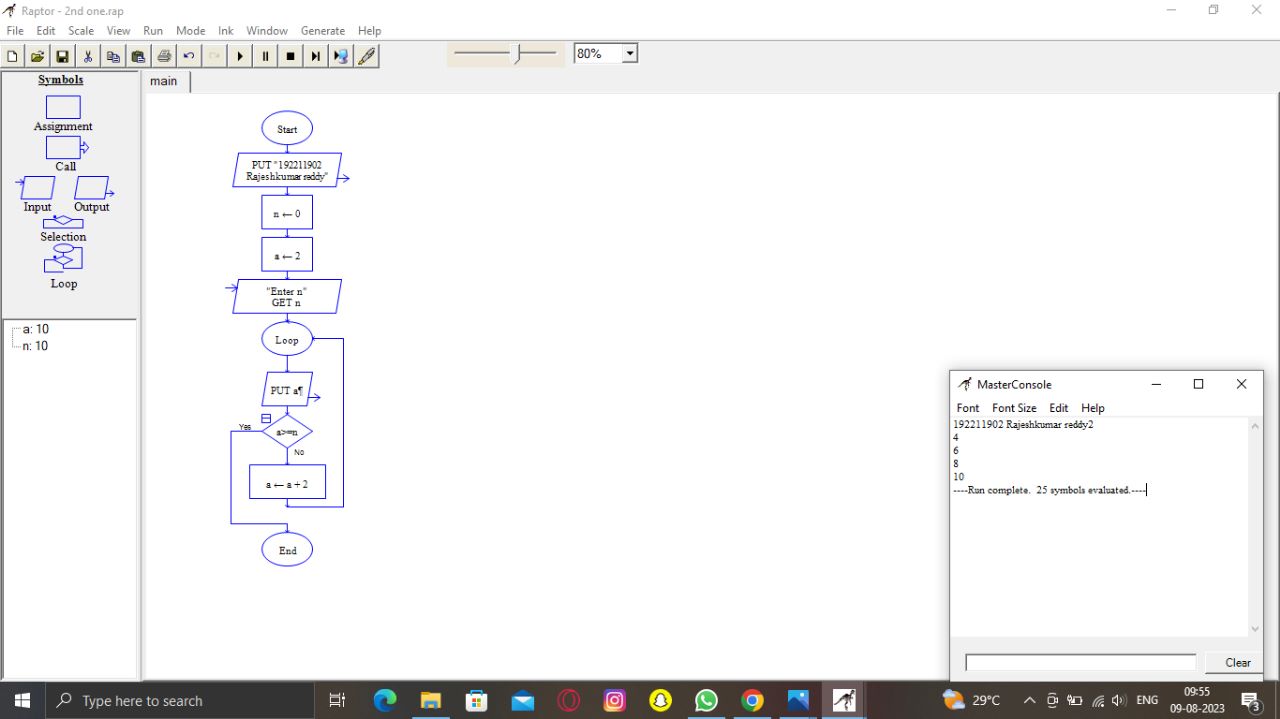 Raptor - 2nd one.rap
File Edit Scale View Run Mode Ink Window Generate Help
80%
Symbols
Assignment
Call
Input Output
Selection
Loop
a: 10
n: 10
main
Start
PUT "192211902
Rajeshkumar reddy"
n ← 0
a ← 2
"Enter n"
GET n
Loop
PUT a¶
Yes
a>=n
No
a ← a + 2
End
MasterConsole
Font Font Size Edit Help
192211902 Rajeshkumar reddy2
4
6
8
10
----Run complete. 25 symbols evaluated.----
Clear
Type here to search
29°C
ENG
09:55
09-08-2023
3